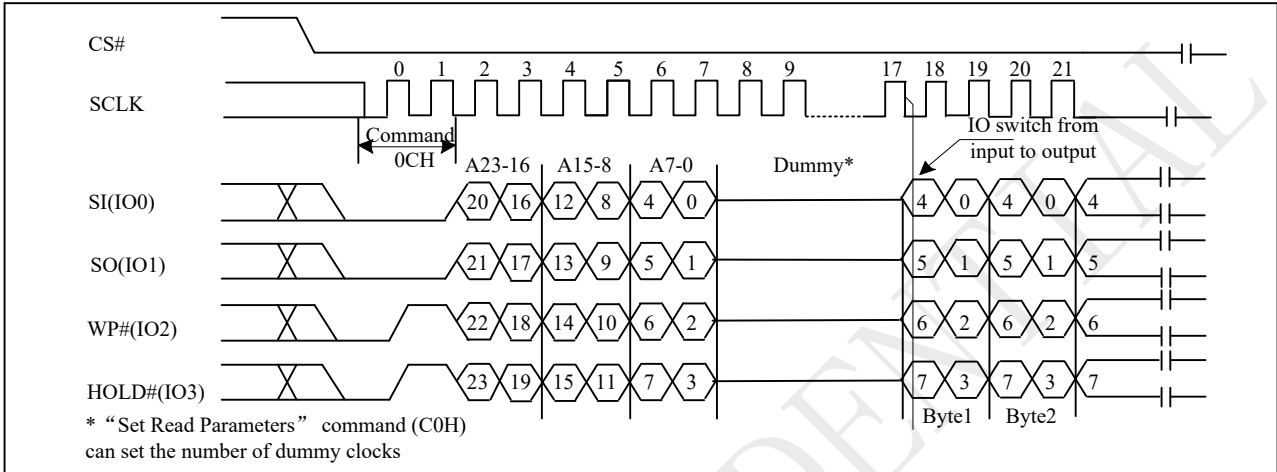 CS#
0 1 2 3 4 5 6 7 8 9 17 18 19 20 21
SCLK
Command
0CH
IO switch from
input to output
A23-16 A15-8 A7-0 Dummy*
SI(IO0) 20 16 12 8 4 0 4 0 4 0 4
SO(IO1) 21 17 13 9 5 1 5 1 5 1 5
WP#(IO2) 22 18 14 10 6 2 6 2 6 2 6
HOLD#(IO3) 23 19 15 11 7 3 7 3 7 3 7
Byte1 Byte2
* “Set Read Parameters” command (C0H)
can set the number of dummy clocks
DENTIAL